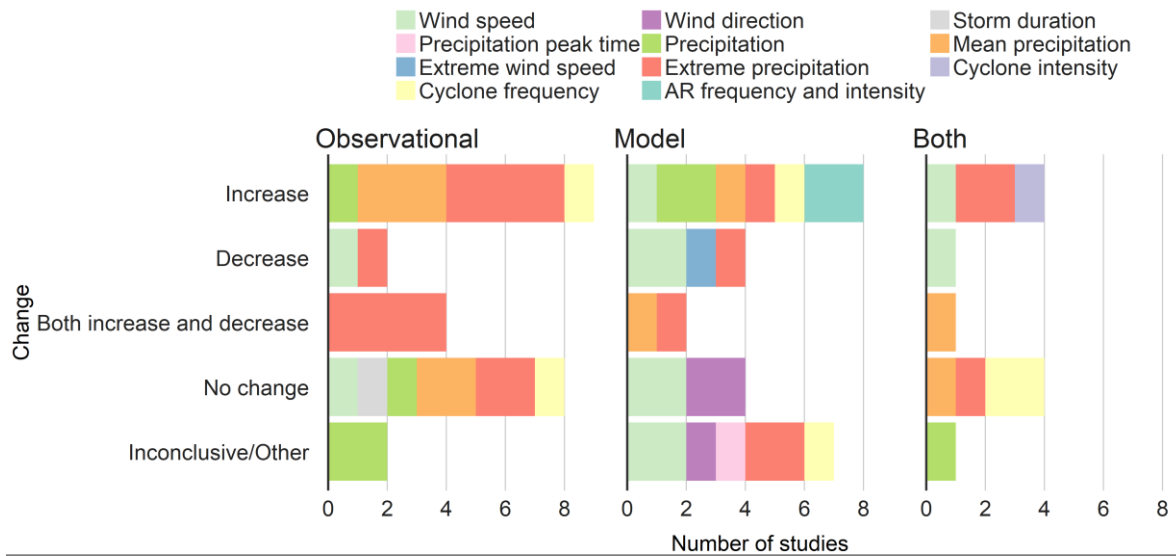 Wind speed Wind direction Storm duration
Precipitation peak time Precipitation Mean precipitation
Extreme wind speed Extreme precipitation Cyclone intensity
Cyclone frequency AR frequency and intensity
Observational Model Both
Increase
Decrease
Both increase and decrease
No change
Inconclusive/Other
Change
0 2 4 6 8 0 2 4 6 8 0 2 4 6 8
Number of studies